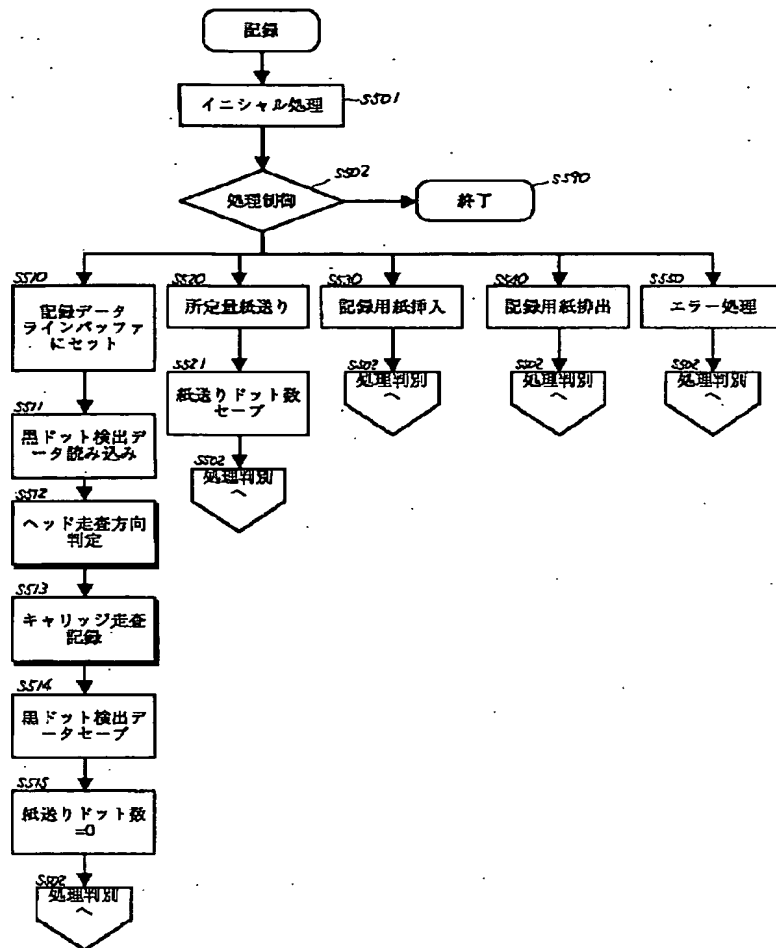 記録
イニシャル処理
S501
S502
処理制御
S590
終了
S510
記録データ
ラインバッファ
にセット
S520
所定量紙送り
S530
記録用紙挿入
S540
記録用紙排出
S550
エラー処理
S521
紙送りドット数
セーブ
S502
処理判別
へ
S502
処理判別
へ
S502
処理判別
へ
S511
黒ドット検出デ
ータ読み込み
S502
処理判別
へ
S512
ヘッド走査方向
判定
S513
キャリッジ走査
記録
S514
黒ドット検出デ
ータセーブ
S515
紙送りドット数
=0
S502
処理判別
へ